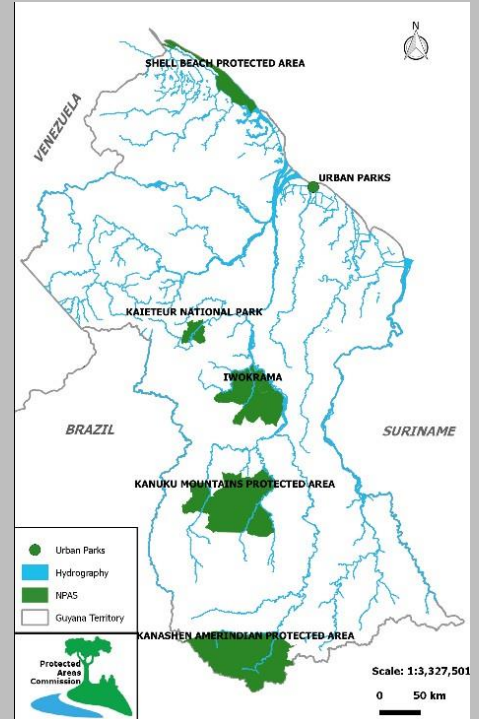 N
SHELL BEACH PROTECTED AREA
VENEZUELA
URBAN PARKS
KAIETEUR NATIONAL PARK
IWOKRAMA
BRAZIL
SURINAME
KANUKU MOUNTAINS PROTECTED AREA
Urban Parks
Hydrography
NPAS
Guyana Territory
KANASHEN AMERINDIAN PROTECTED AREA
Protected
Areas
Commission
Scale: 1:3,327,501
0 50 km